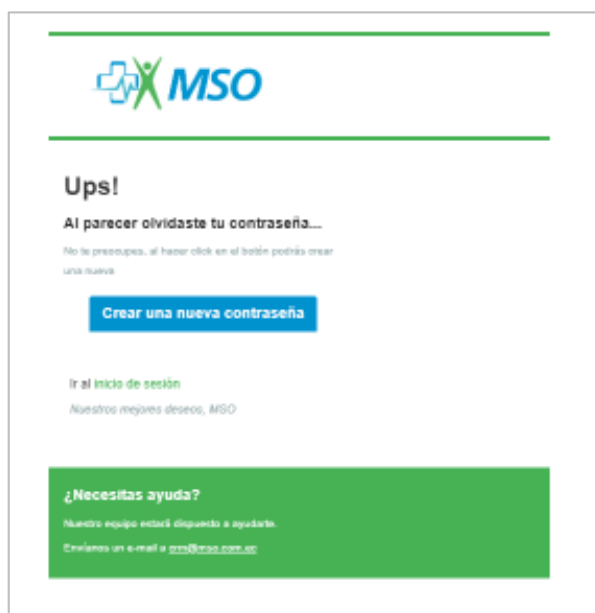 MSO
Ups!
Al parecer olvidaste tu contraseña...
No te preocupes, al hacer click en el botón podrás crear
una nueva
Crear una nueva contraseña
Ir al inicio de sesión
Nuestros mejores deseos, MSO
¿Necesitas ayuda?
Nuestro equipo estará dispuesto a ayudarte.
Envíanos un e-mail a